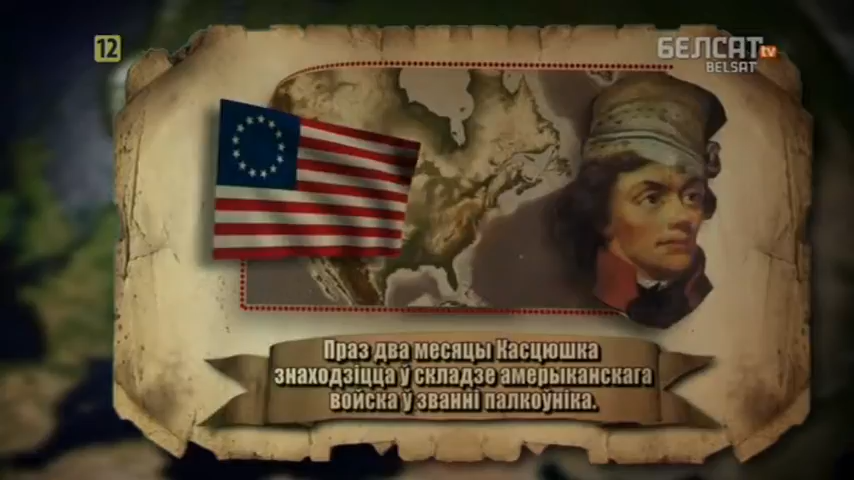 12
БЕЛСАТ tv
BELSAT
Праз два месяцы Касцюшка
знаходзіцца ў складзе амерыканскага
войска ў званні палкоўніка.